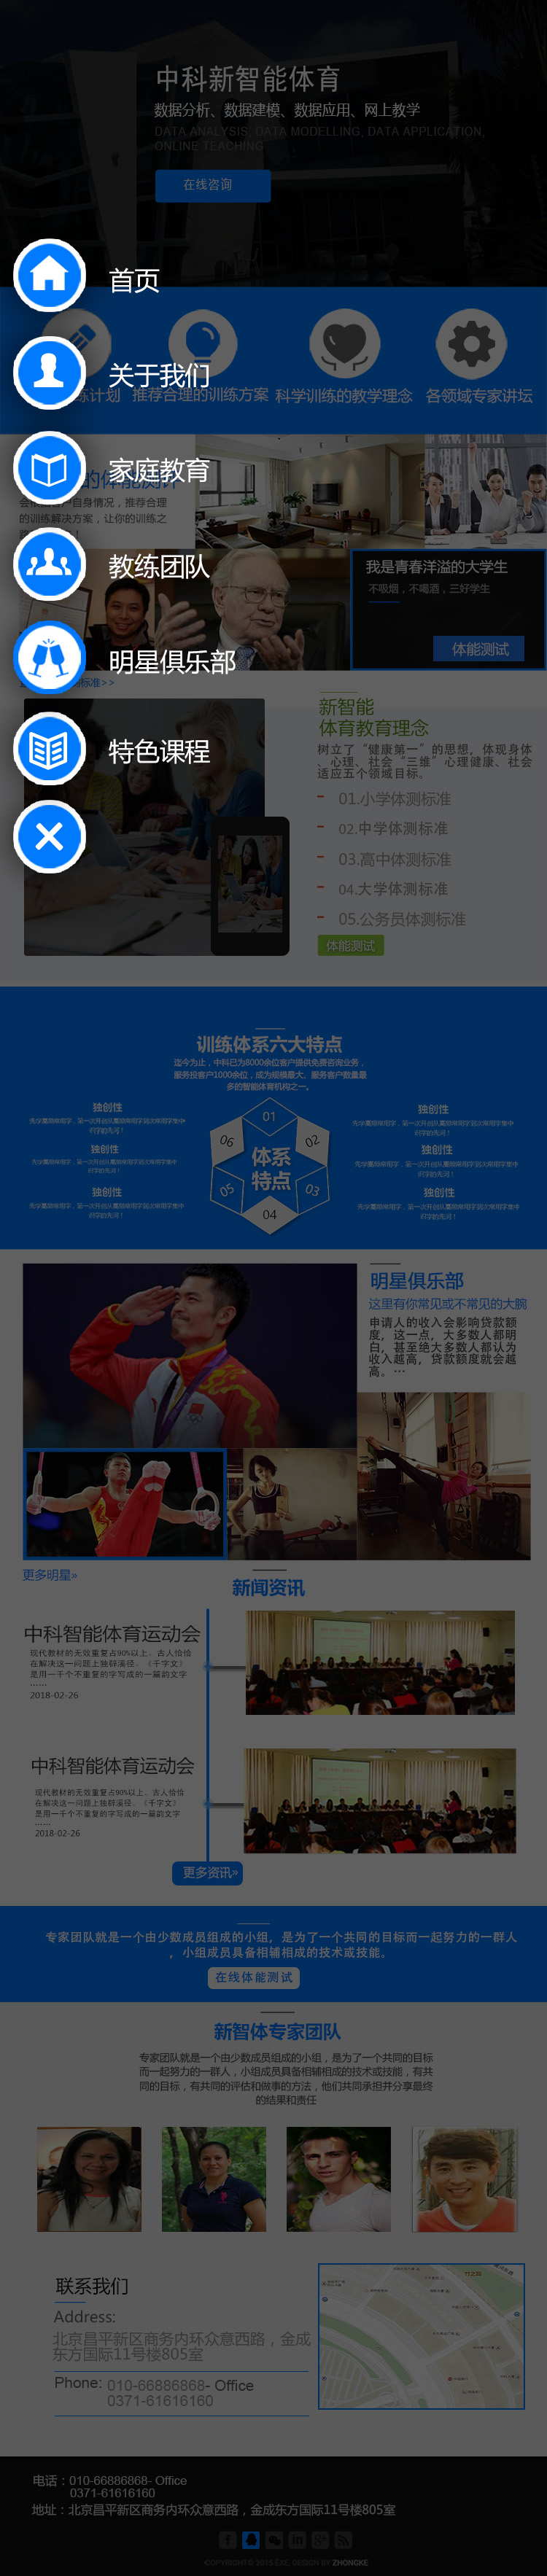 中科新智能体育
数据分析、数据建模、数据应用、网上教学
DATA ANALYSIS, DATA MODELLING, DATA APPLICATION,
ONLINE TEACHING
在线咨询
首页
关于我们
练计划
推荐合理的训练方案
科学训练的教学理念
各领域专家讲坛
家庭教育
户自身情况，推荐合理
的训练解决方案，让你的训练之
教练团队
我是青春洋溢的大学生
不吸烟，不喝酒，三好学生
体能测试
明星俱乐部
标准>>
特色课程
新智能
体育教育理念
树立了“健康第一”的思想，体现身体
、心理、社会“三维”心理健康、社会
适应五个领域目标。
01.小学体测标准
02.中学体测标准
03.高中体测标准
04.大学体测标准
05.公务员体测标准
体能测试
训练体系六大特点
迄今为止，中科已为8000余位客户提供免费咨询业务，
服务投客户1000余位，成为规模最大、服务客户数量最
多的智能体育机构之一。
独创性
独创性
独创性
01
02
03
04
05
06
体系
特点
独创性
独创性
独创性
明星俱乐部
这里有你常见或不常见的大腕
申请人的收入会影响贷款额
度，这一点，大多数人都明
白，甚至绝大多数人都认为
收入越高，贷款额度就会越
高。…
更多明星»
新闻资讯
中科智能体育运动会
现代教材的无效重复占90%以上．古人恰恰
在解决这一问题上独辟溪径．《千字文》
是用一千个不重复的字写成的一篇韵文字
……
2018-02-26
中科智能体育运动会
现代教材的无效重复占90%以上．古人恰恰
在解决这一问题上独辟溪径．《千字文》
是用一千个不重复的字写成的一篇韵文字
……
2018-02-26
更多资讯»
专家团队就是一个由少数成员组成的小组，是为了一个共同的目标而一起努力的一群人
，小组成员具备相辅相成的技术或技能。
在线体能测试
新智体专家团队
专家团队就是一个由少数成员组成的小组，是为了一个共同的目标
而一起努力的一群人，小组成员具备相辅相成的技术或技能，有共
同的目标，有共同的评估和做事的方法，他们共同承担并分享最终
的结果和责任
联系我们
Address:
北京昌平新区商务内环众意西路，金成
东方国际11号楼805室
Phone: 010-66886868- Office
0371-61616160
电话：010-66886868- Office
0371-61616160
地址：北京昌平新区商务内环众意西路，金成东方国际11号楼805室
COPYRIGHT© 2015 EXE, DESIGN BY ZHONGKE